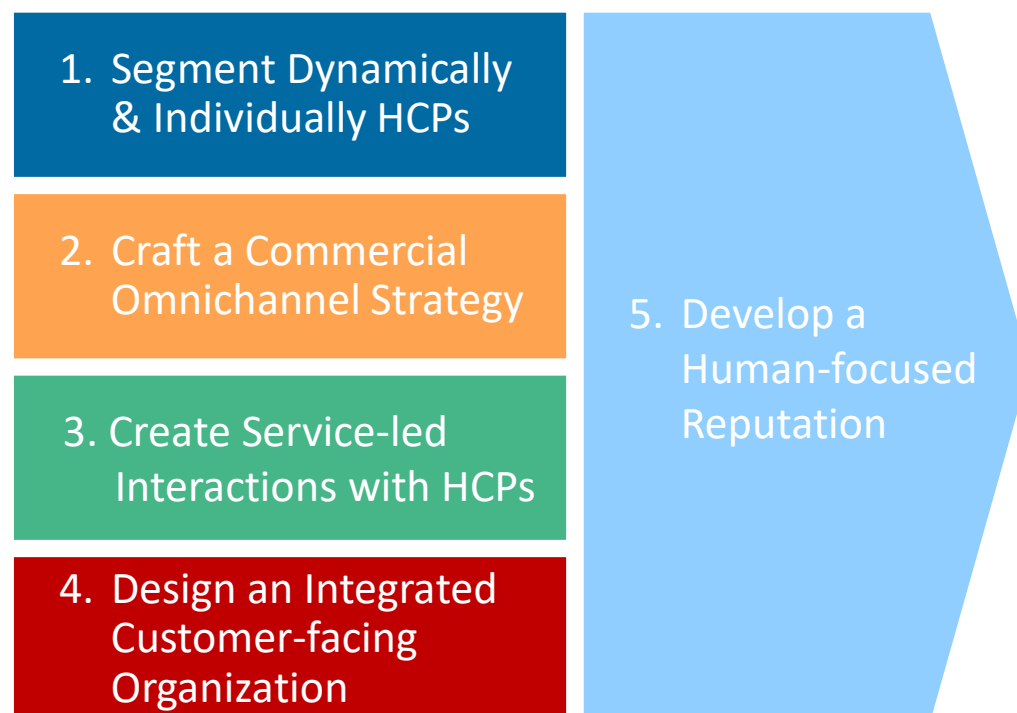 1. Segment Dynamically
& Individually HCPs
2. Craft a Commercial
Omnichannel Strategy
3. Create Service-led
Interactions with HCPs
4. Design an Integrated
Customer-facing
Organization
5. Develop a
Human-focused
Reputation